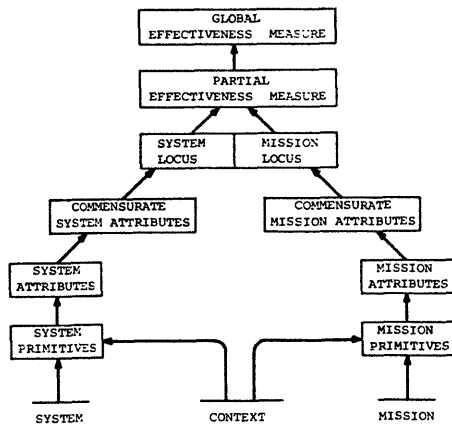 GLOBAL
EFFECTIVENESS MEASURE
PARTIAL
EFFECTIVENESS MEASURE
SYSTEM
LOCUS
MISSION
LOCUS
COMMENSURATE
SYSTEM ATTRIBUTES
COMMENSURATE
MISSION ATTRIBUTES
SYSTEM
ATTRIBUTES
MISSION
ATTRIBUTES
SYSTEM
PRIMITIVES
MISSION
PRIMITIVES
SYSTEM
CONTEXT
MISSION